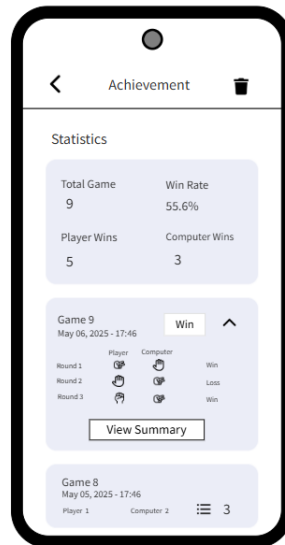 Achievement
Statistics
Total Game Win Rate
9 55.6%
Player Wins Computer Wins
5 3
Game 9
May 06, 2025 - 17:46
Win
Player Computer
Round 1 Win
Round 2 Loss
Round 3 Win
View Summary
Game 8
May 05, 2025 - 17:46
Player 1 Computer 2 3